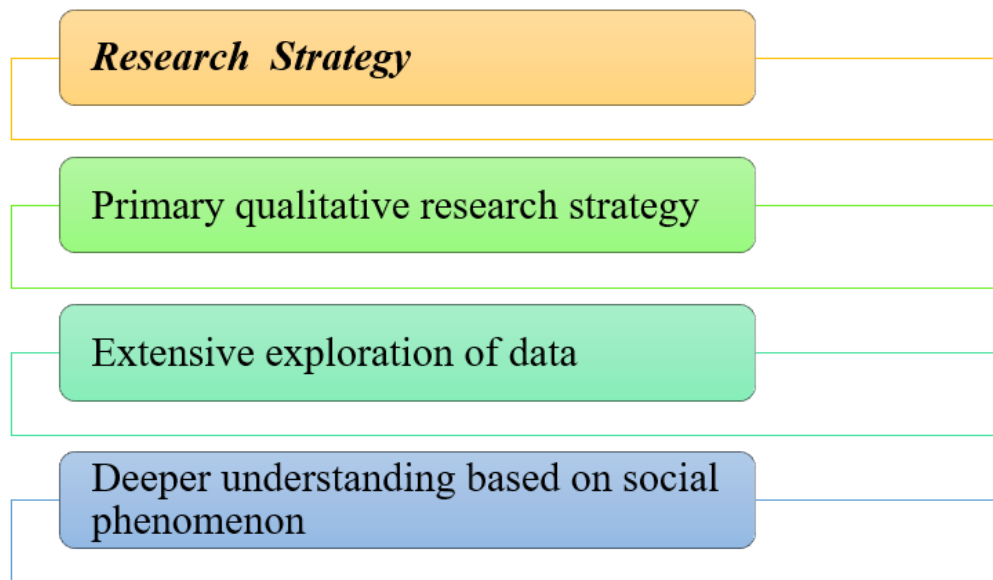 Research  Strategy
Primary qualitative research strategy
Extensive exploration of data
Deeper understanding based on social
phenomenon